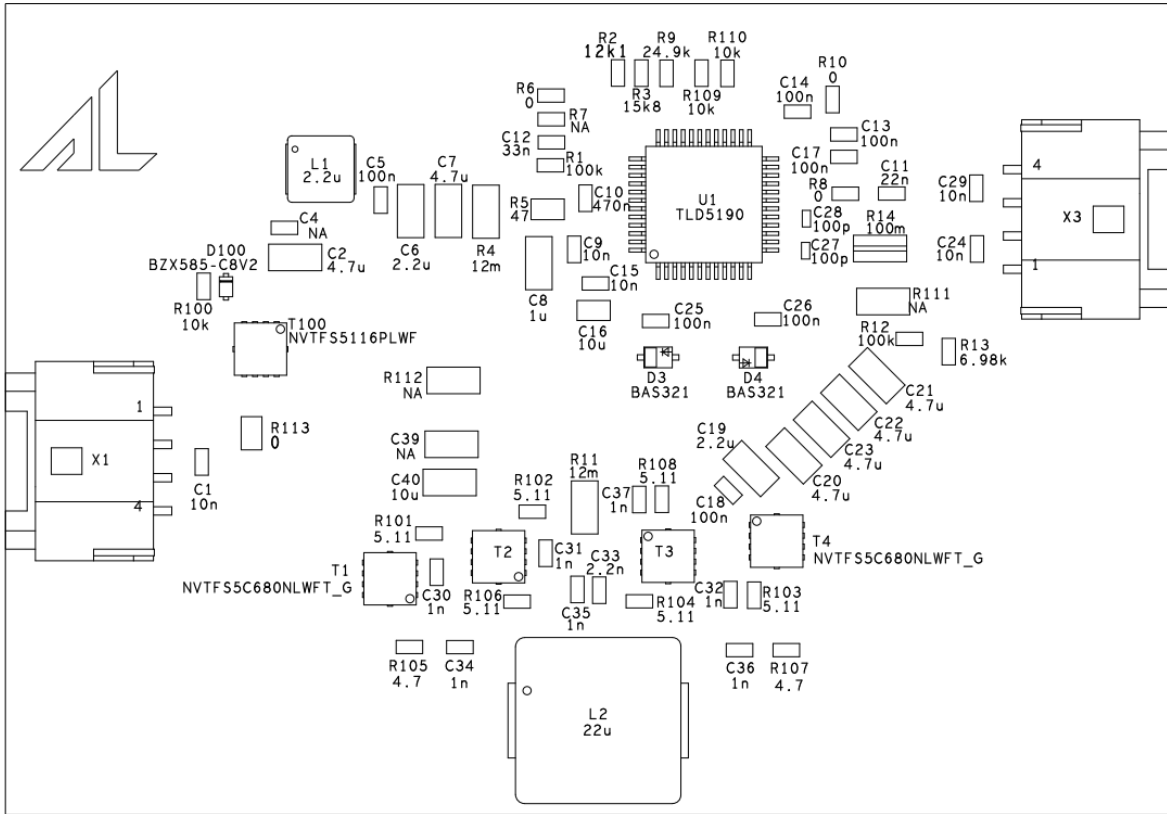 R2
12k1
R9
24.9k
R110
10k
R3
15k8
R109
10k
R10
0
C14
100n
R6
0
R7
NA
C12
33n
R1
100k
C13
100n
C17
100n
R8
0
C11
22n
L1
2.2u
C5
100n
C7
4.7u
R5
47
C10
470n
U1
TLD5190
C28
100p
C27
100p
R14
100m
C29
10n
C24
10n
4
X3
1
C4
NA
D100
BZX585-C8V2
C2
4.7u
C6
2.2u
R4
12m
C9
10n
C8
1u
C15
10n
C16
10u
C25
100n
C26
100n
R111
NA
R12
100k
R13
6.98k
R100
10k
T100
NVTFS5116PLWF
D3
BAS321
D4
BAS321
R112
NA
C21
4.7u
C22
4.7u
C23
4.7u
C20
4.7u
C19
2.2u
C18
100n
1
X1
4
R113
0
C1
10n
C39
NA
C40
10u
R11
12m
R102
5.11
C37
1n
R108
5.11
R101
5.11
T1
NVTFS5C680NLWFT_G
T2
C31
1n
C33
2.2n
T3
T4
NVTFS5C680NLWFT_G
C30
1n
R106
5.11
C35
1n
R104
5.11
C32
1n
R103
5.11
R105
4.7
C34
1n
C36
1n
R107
4.7
L2
22u